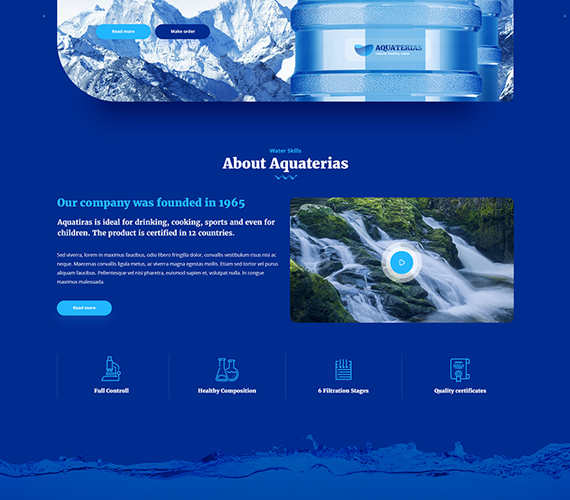 Read more
Make order
AQUATERIAS
Water Skills
About Aquaterias
Our company was founded in 1965
Aquatiras is ideal for drinking, cooking, sports and even for
children. The product is certified in 12 countries.
Sed viverra, lorem in maximus faucibus, odio libero fringilla dolor, convallis vestibulum risus nisi ac
neque. Maecenas convallis ligula metus, ac viverra magna egestas mollis. Etiam sed tortor vel purus
aliquam faucibus. Pellentesque vel nisi pharetra, euismod sapien et, volutpat nulla. In congue
maximus malesuada.
Read more
Full Controll
Healthy Composition
6 Filtration Stages
Quality certificates